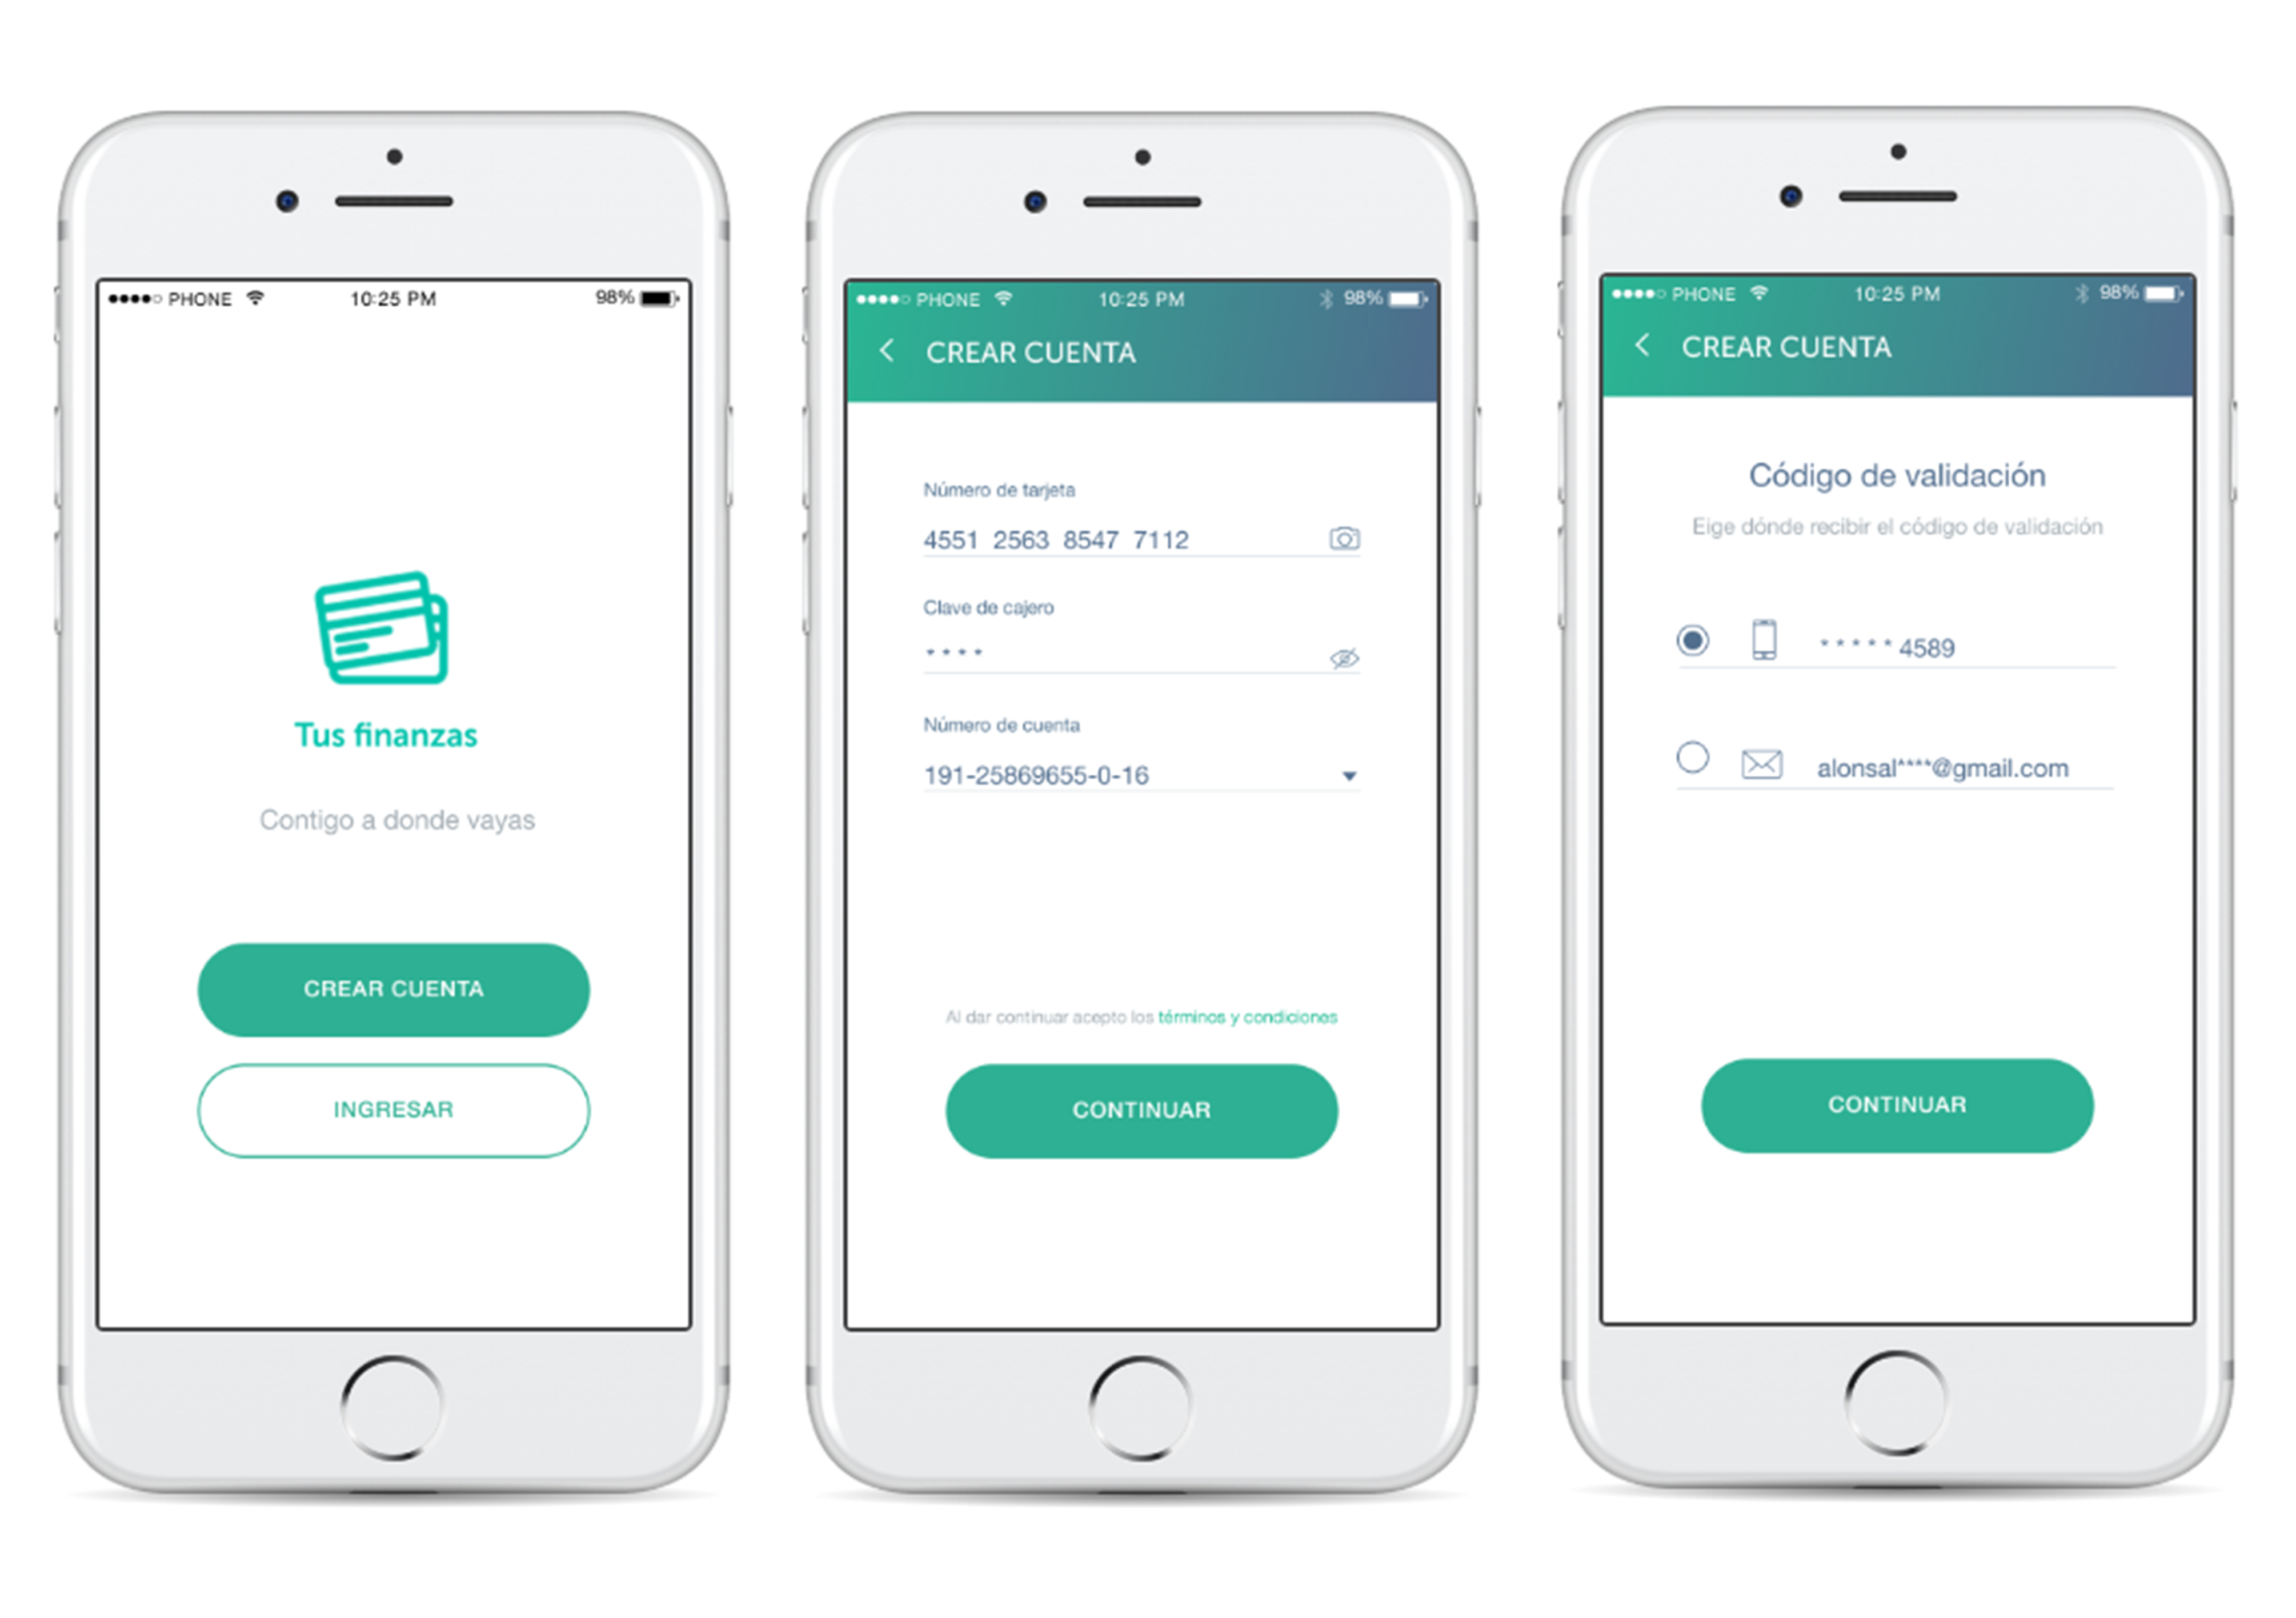 PHONE 10:25 PM 98%
Tus finanzas
Contigo a donde vayas
CREAR CUENTA
INGRESAR
PHONE 10:25 PM 98%
CREAR CUENTA
Número de tarjeta
4551 2563 8547 7112
Clave de cajero
* * * *
Número de cuenta
191-25869655-0-16
Al dar continuar acepto los términos y condiciones
CONTINUAR
PHONE 10:25 PM 98%
CREAR CUENTA
Código de validación
Eige dónde recibir el código de validación
* * * * * 4589
alonsal****@gmail.com
CONTINUAR